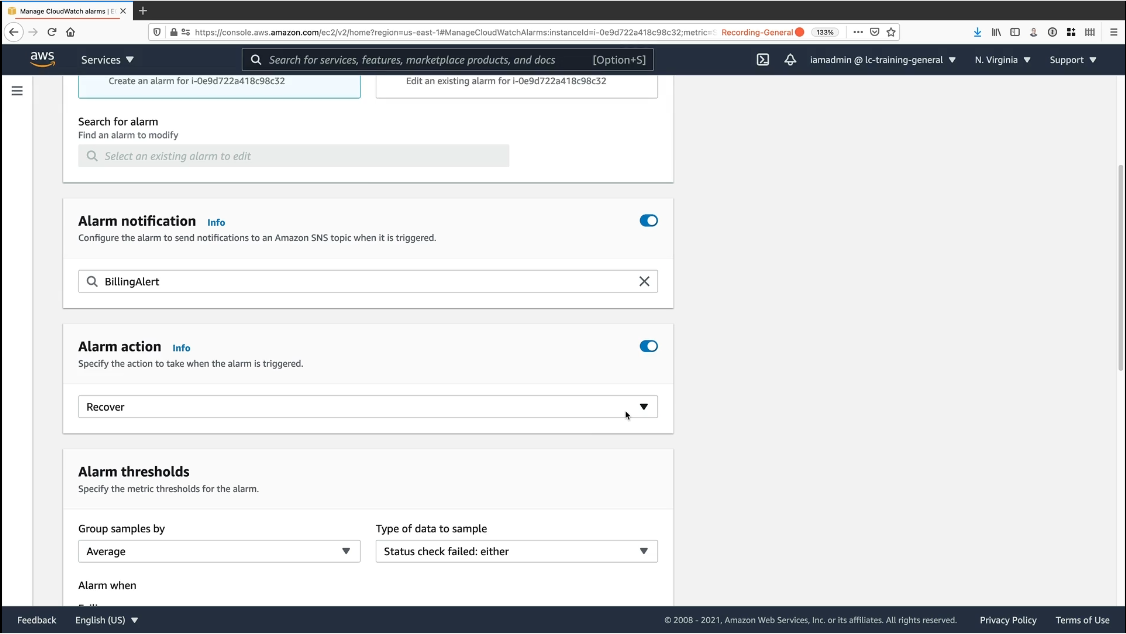 Manage CloudWatch alarms | E
https://console.aws.amazon.com/ec2/v2/home?region=us-east-1#ManageCloudWatchAlarms:instanceId=i-0e9d722a418c98c32;metric=S
Recording-General
133%
aws
Services
Search for services, features, marketplace products, and docs
[Option+S]
iamadmin @ lc-training-general
N. Virginia
Support
Create an alarm for i-0e9d722a418c98c32
Edit an existing alarm for i-0e9d722a418c98c32
Search for alarm
Find an alarm to modify
Select an existing alarm to edit
Alarm notification Info
Configure the alarm to send notifications to an Amazon SNS topic when it is triggered.
BillingAlert
Alarm action Info
Specify the action to take when the alarm is triggered.
Recover
Alarm thresholds
Specify the metric thresholds for the alarm.
Group samples by
Type of data to sample
Average
Status check failed: either
Alarm when
Feedback
English (US)
© 2008 - 2021, Amazon Web Services, Inc. or its affiliates. All rights reserved.
Privacy Policy
Terms of Use